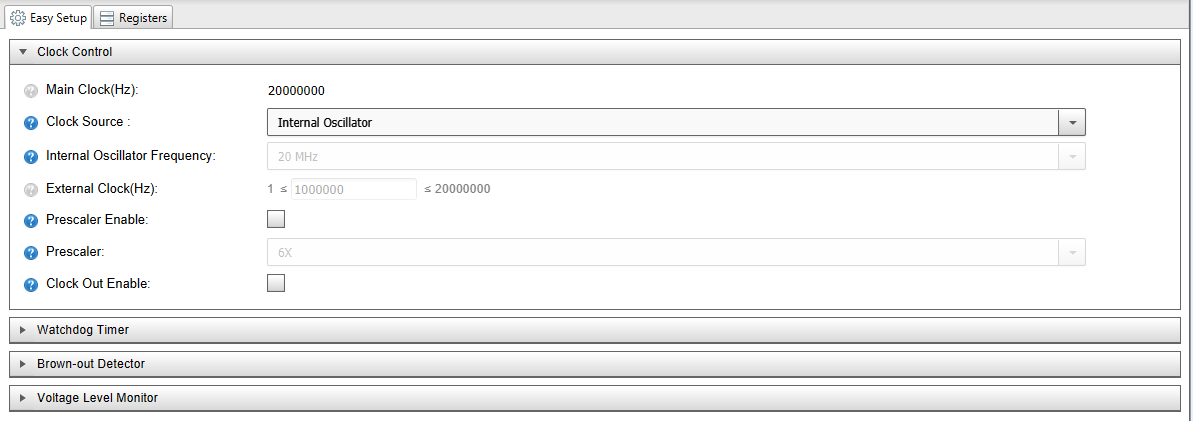 Easy Setup Registers
Clock Control
? Main Clock(Hz): 20000000
? Clock Source : Internal Oscillator
? Internal Oscillator Frequency: 20 MHz
? External Clock(Hz): 1 ≤ 1000000 ≤ 20000000
? Prescaler Enable:
? Prescaler: 6X
? Clock Out Enable:
Watchdog Timer
Brown-out Detector
Voltage Level Monitor